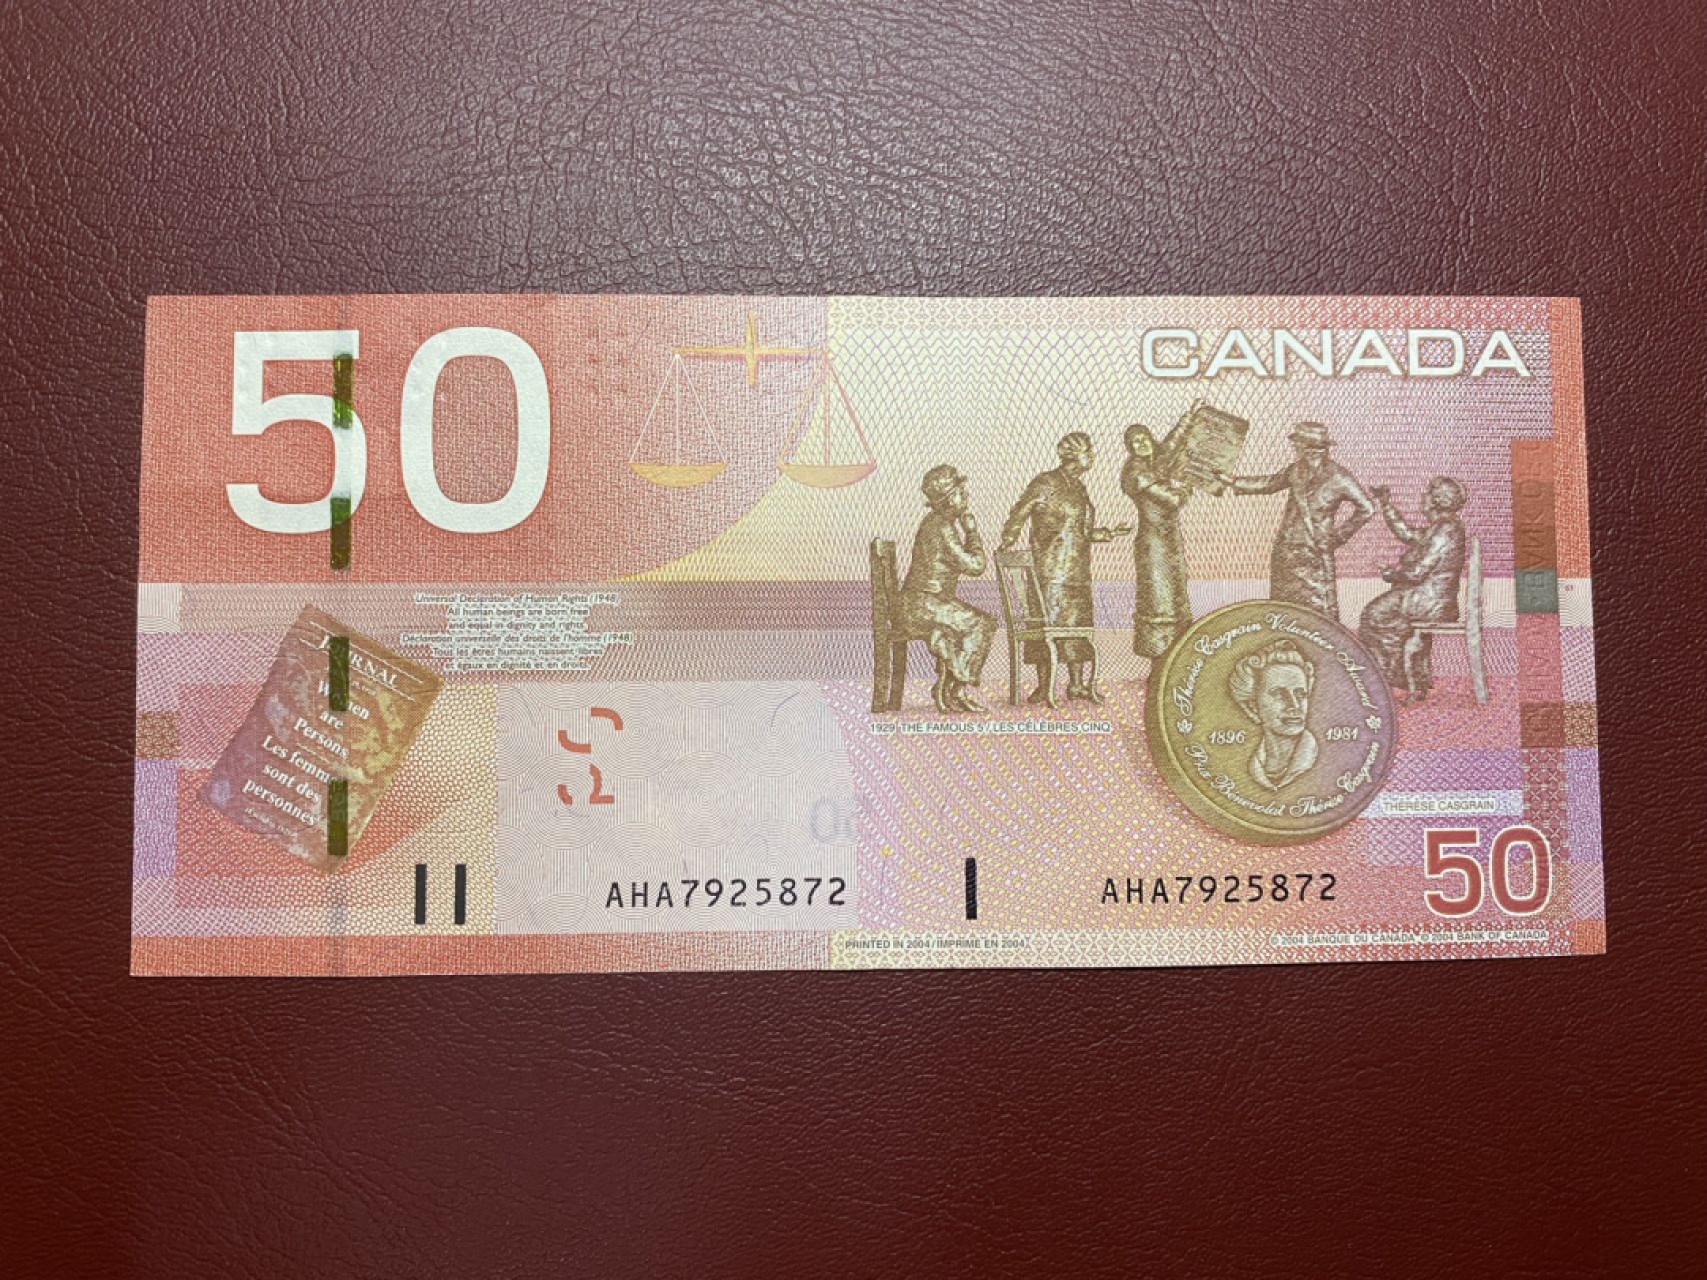 50
CANADA
Universal Declaration of Human Rights (1948)
All human beings are born free
and equal in dignity and rights
Déclaration universelle des droits de l'homme (1948)
Tous les êtres humains naissent libres
et égaux en dignité et en droits.
JOURNAL
Women
are
Persons
Les femmes
sont des
personnes
1929 THE FAMOUS 5 / LES CÉLÈBRES CINQ
Thérèse Casgrain Volunteer Award
1896 1981
Prix Bénévolat Thérèse Casgrain
THÉRÈSE CASGRAIN
50
AHA7925872
AHA7925872
PRINTED IN 2004 / IMPRIMÉ EN 2004
© 2004 BANQUE DU CANADA © 2004 BANK OF CANADA